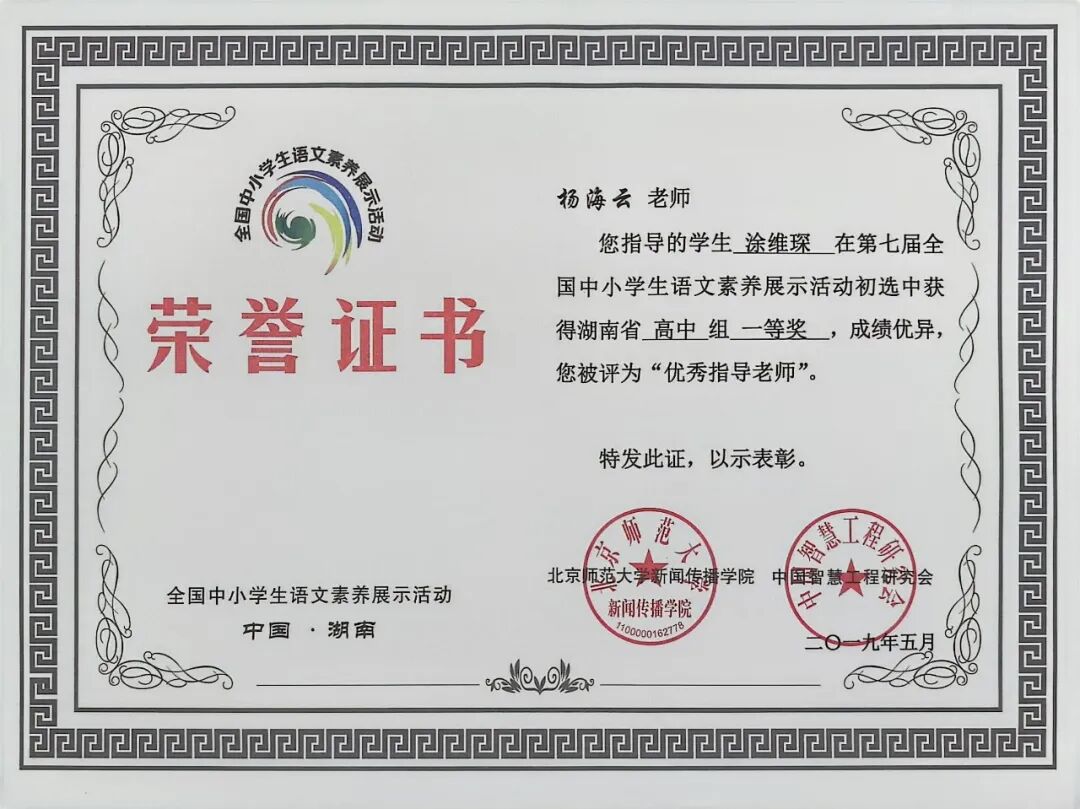 全国中小学生语文素养展示活动
荣誉证书
全国中小学生语文素养展示活动
中国·湖南
杨海云 老师
您指导的学生 涂维琛 在第七届全
国中小学生语文素养展示活动初选中获
得湖南省 高中 组 一等奖 ，成绩优异，
您被评为“优秀指导老师”。
特发此证，以示表彰。
北京师范大学新闻传播学院 中国智慧工程研究会
北京师范大学
新闻传播学院
1100000162778
中国智慧工程研究会
二〇一九年五月